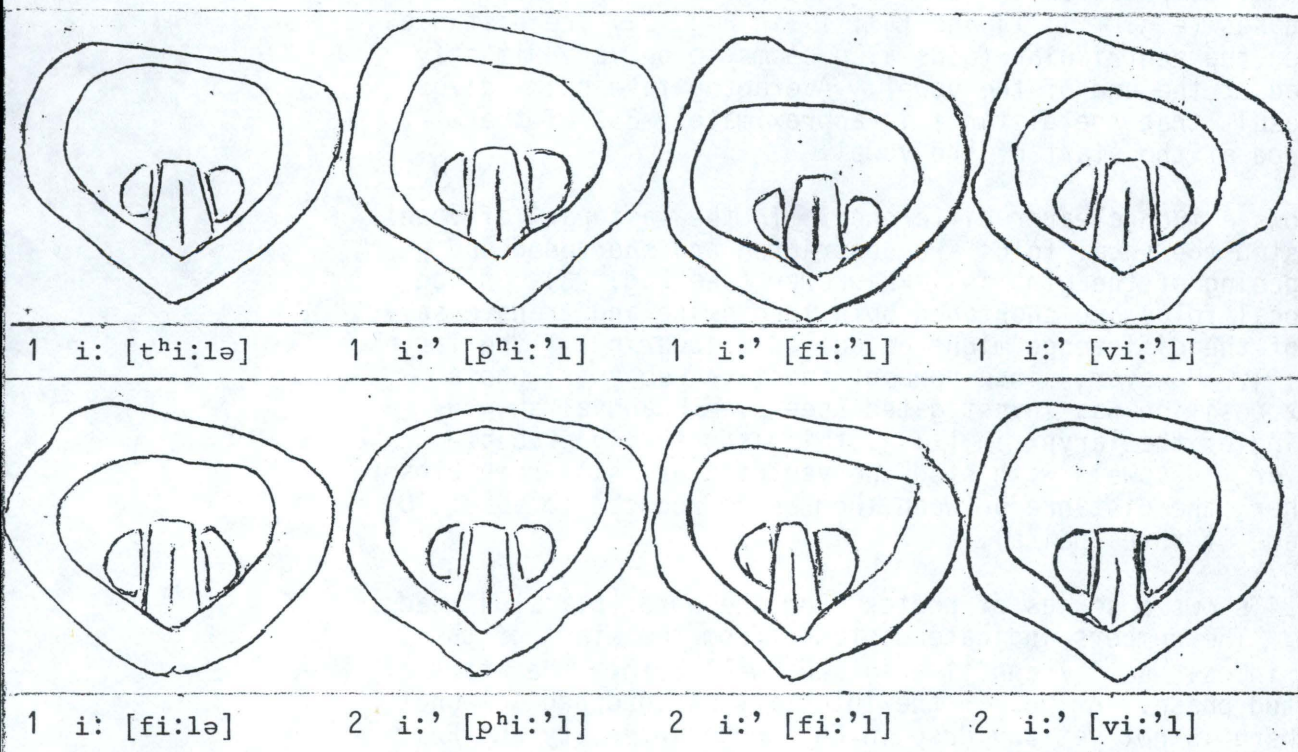 1 i: [tʰi:lə] 1 i:’ [pʰi:’l] 1 i:’ [fi:’l] 1 i:’ [vi:’l]
1 i: [fi:lə] 2 i:’ [pʰi:’l] 2 i:’ [fi:’l] 2 i:’ [vi:’l]